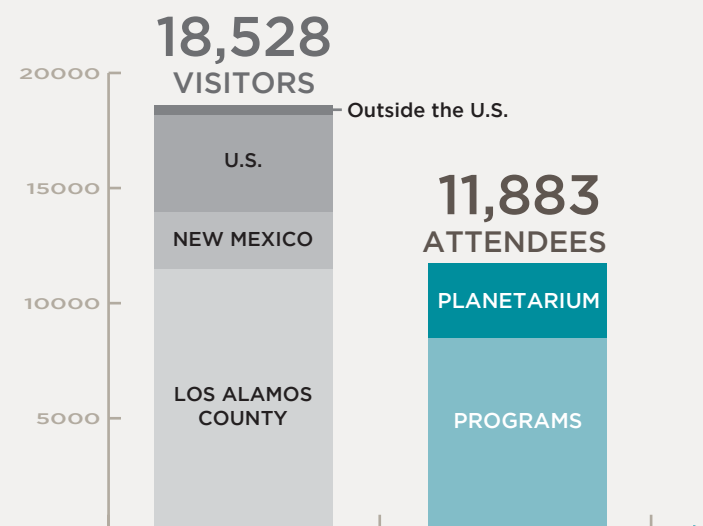 18,528
VISITORS
20000
Outside the U.S.
U.S.
15000
11,883
ATTENDEES
NEW MEXICO
PLANETARIUM
10000
LOS ALAMOS
COUNTY
5000
PROGRAMS